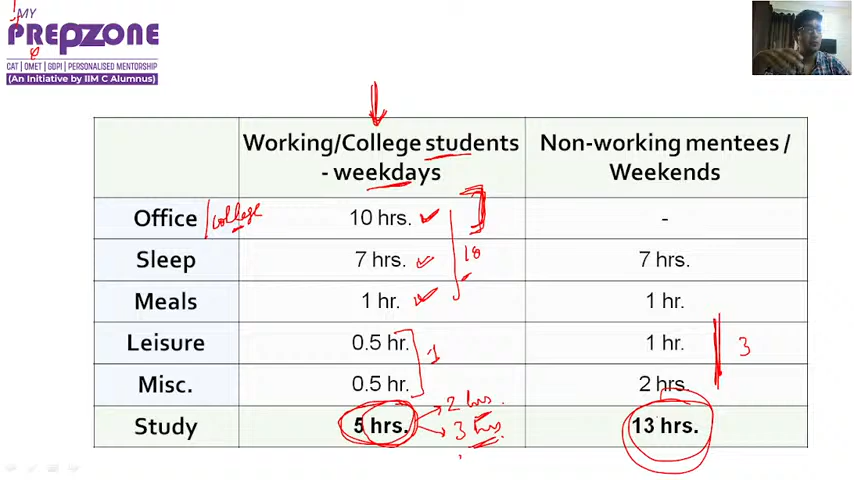 MY
PREPZONE
CAT | OMET | GDPI | PERSONALISED MENTORSHIP
(An Initiative by IIM C Alumnus)
Working/College students - weekdays
Non-working mentees / Weekends
Office /college 10 hrs. -
Sleep 7 hrs. 18 7 hrs.
Meals 1 hr. 1 hr.
Leisure 0.5 hr. 1 1 hr. 3
Misc. 0.5 hr. 2 hrs.
2 hrs.
Study 5 hrs. 3 hrs. 13 hrs.